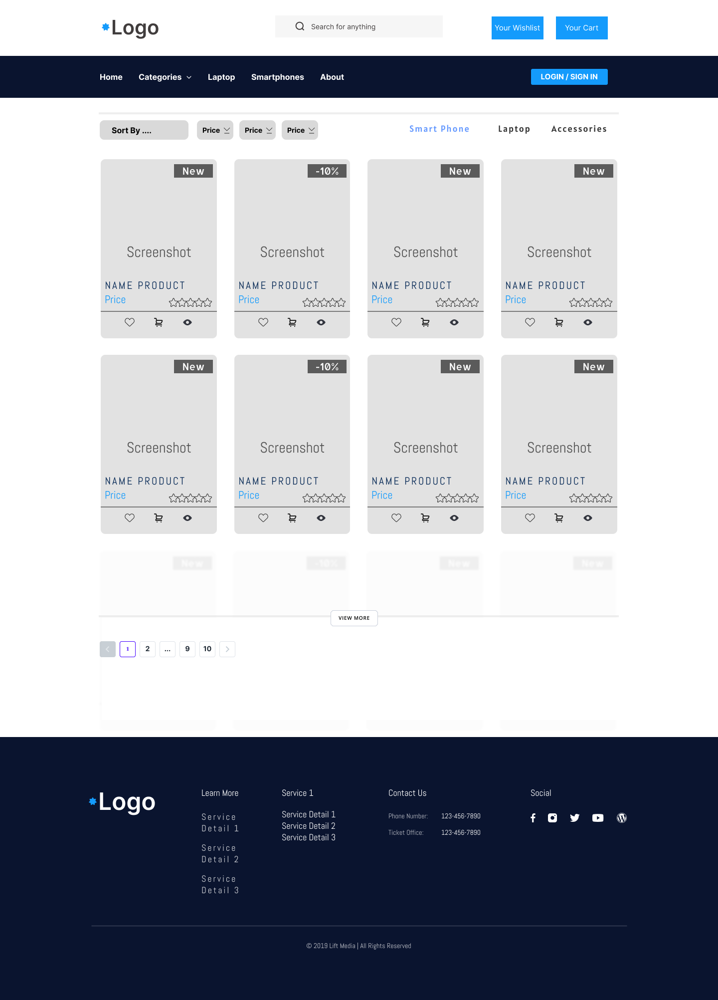 Logo
Search for anything
Your Wishlist
Your Cart
Home
Categories
Laptop
Smartphones
About
LOGIN / SIGN IN
Sort By ....
Price
Price
Price
Smart Phone
Laptop
Accessories
New
-10%
New
New
Screenshot
Screenshot
Screenshot
Screenshot
NAME PRODUCT
NAME PRODUCT
NAME PRODUCT
NAME PRODUCT
Price
Price
Price
Price
New
-10%
New
New
Screenshot
Screenshot
Screenshot
Screenshot
NAME PRODUCT
NAME PRODUCT
NAME PRODUCT
NAME PRODUCT
Price
Price
Price
Price
New
-10%
New
New
VIEW MORE
1
2
...
9
10
Logo
Learn More
Service
Detail 1
Service
Detail 2
Service
Detail 3
Service 1
Service Detail 1
Service Detail 2
Service Detail 3
Contact Us
Phone Number: 123-456-7890
Ticket Office: 123-456-7890
Social
© 2019 Lift Media | All Rights Reserved